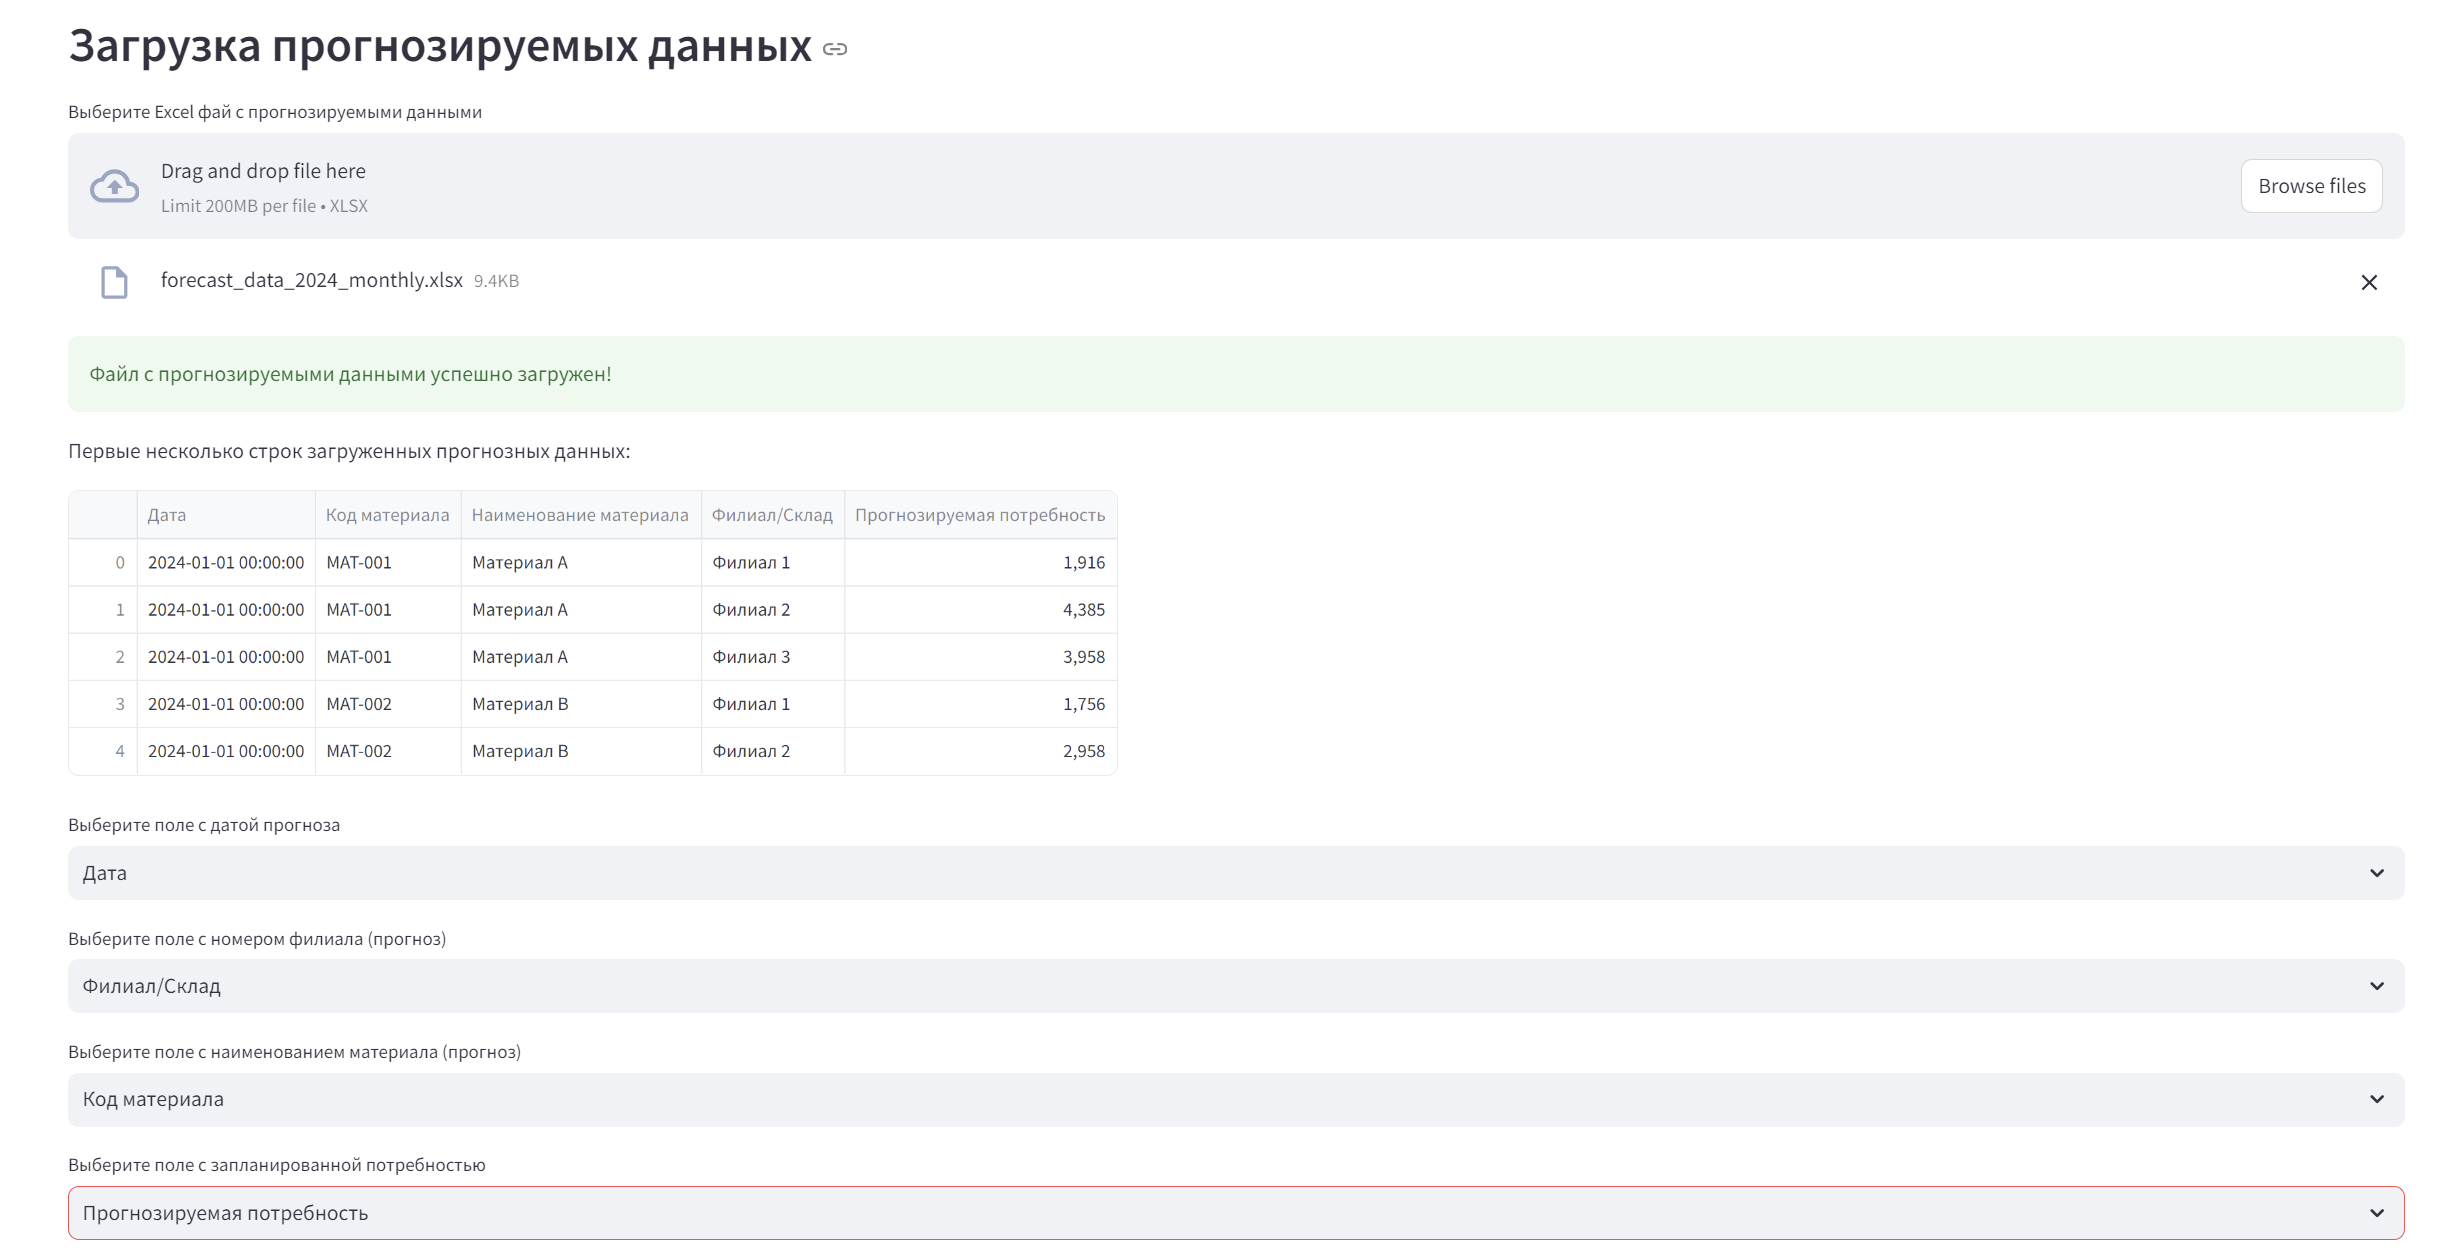 Загрузка прогнозируемых данных
Выберите Excel фай с прогнозируемыми данными
Drag and drop file here
Limit 200MB per file • XLSX
Browse files
forecast_data_2024_monthly.xlsx 9.4KB
Файл с прогнозируемыми данными успешно загружен!
Первые несколько строк загруженных прогнозных данных:
Дата Код материала Наименование материала Филиал/Склад Прогнозируемая потребность
0 2024-01-01 00:00:00 MAT-001 Материал A Филиал 1 1,916
1 2024-01-01 00:00:00 MAT-001 Материал A Филиал 2 4,385
2 2024-01-01 00:00:00 MAT-001 Материал A Филиал 3 3,958
3 2024-01-01 00:00:00 MAT-002 Материал B Филиал 1 1,756
4 2024-01-01 00:00:00 MAT-002 Материал B Филиал 2 2,958
Выберите поле с датой прогноза
Дата
Выберите поле с номером филиала (прогноз)
Филиал/Склад
Выберите поле с наименованием материала (прогноз)
Код материала
Выберите поле с запланированной потребностью
Прогнозируемая потребность